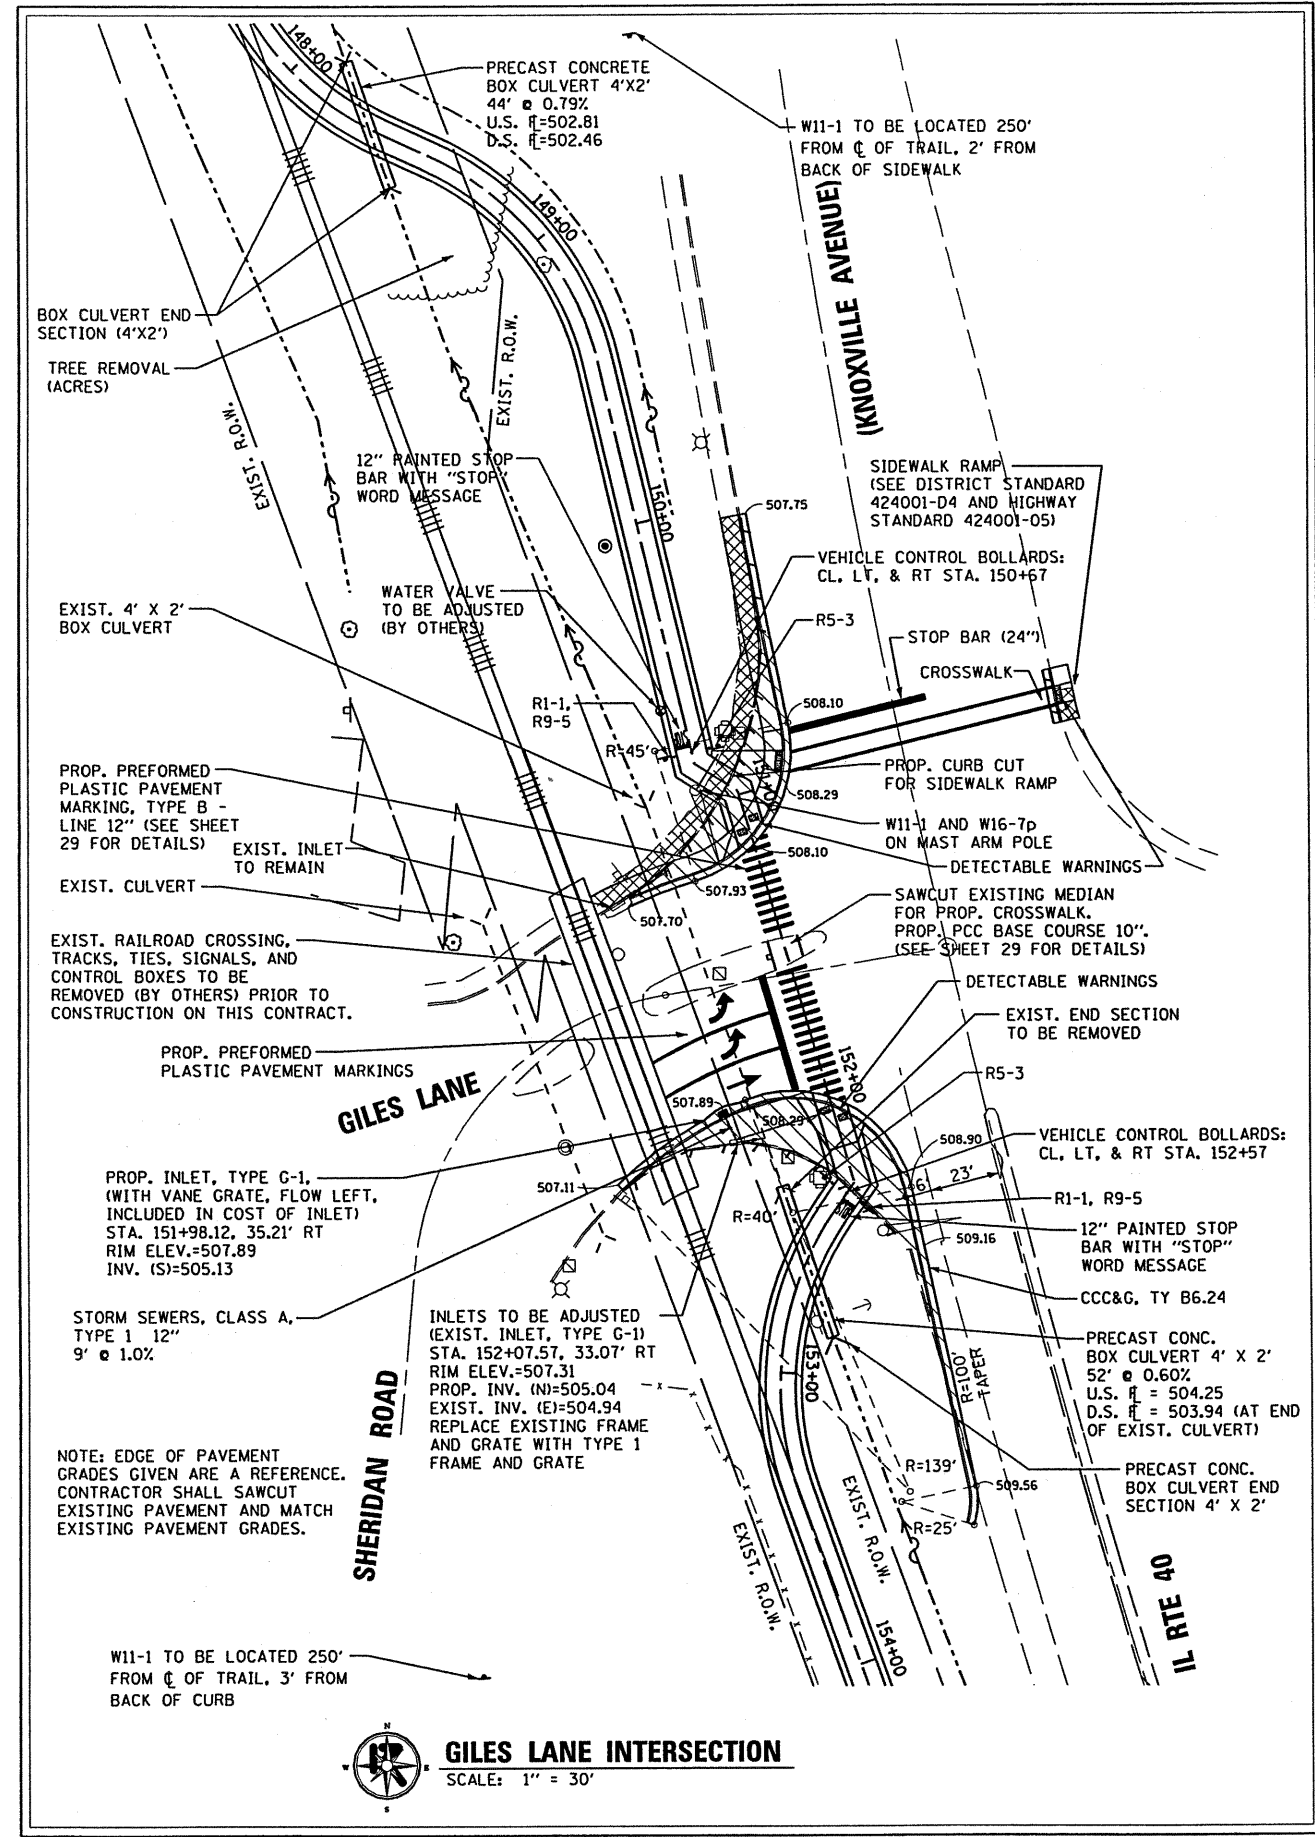 148+00
PRECAST CONCRETE
BOX CULVERT 4'X2'
44' @ 0.79%
U.S. FL=502.81
D.S. FL=502.46
W11-1 TO BE LOCATED 250'
FROM ℄ OF TRAIL, 2' FROM
BACK OF SIDEWALK
149+00
(KNOXVILLE AVENUE)
BOX CULVERT END
SECTION (4'X2')
TREE REMOVAL
(ACRES)
EXIST. R.O.W.
EXIST. R.O.W.
12" PAINTED STOP
BAR WITH "STOP"
WORD MESSAGE
150+00
507.75
SIDEWALK RAMP
(SEE DISTRICT STANDARD
424001-D4 AND HIGHWAY
STANDARD 424001-05)
VEHICLE CONTROL BOLLARDS:
CL, LT, & RT STA. 150+67
EXIST. 4' X 2'
BOX CULVERT
WATER VALVE
TO BE ADJUSTED
(BY OTHERS)
R5-3
STOP BAR (24")
CROSSWALK
R1-1,
R9-5
508.10
R=45'
PROP. PREFORMED
PLASTIC PAVEMENT
MARKING, TYPE B -
LINE 12" (SEE SHEET
29 FOR DETAILS)
151+00
PROP. CURB CUT
FOR SIDEWALK RAMP
508.29
W11-1 AND W16-7p
ON MAST ARM POLE
EXIST. INLET
TO REMAIN
508.10
DETECTABLE WARNINGS
EXIST. CULVERT
507.93
507.70
SAWCUT EXISTING MEDIAN
FOR PROP. CROSSWALK.
PROP. PCC BASE COURSE 10".
(SEE SHEET 29 FOR DETAILS)
EXIST. RAILROAD CROSSING,
TRACKS, TIES, SIGNALS, AND
CONTROL BOXES TO BE
REMOVED (BY OTHERS) PRIOR TO
CONSTRUCTION ON THIS CONTRACT.
DETECTABLE WARNINGS
EXIST. END SECTION
TO BE REMOVED
PROP. PREFORMED
PLASTIC PAVEMENT MARKINGS
152+00
R5-3
GILES LANE
507.89
508.29
508.90
VEHICLE CONTROL BOLLARDS:
CL, LT, & RT STA. 152+57
PROP. INLET, TYPE G-1,
(WITH VANE GRATE, FLOW LEFT,
INCLUDED IN COST OF INLET)
STA. 151+98.12, 35.21' RT
RIM ELEV.=507.89
INV. (S)=505.13
507.11
6'
23'
R1-1, R9-5
R=40'
509.16
12" PAINTED STOP
BAR WITH "STOP"
WORD MESSAGE
CCC&G, TY B6.24
STORM SEWERS, CLASS A,
TYPE 1 12"
9' @ 1.0%
INLETS TO BE ADJUSTED
(EXIST. INLET, TYPE G-1)
STA. 152+07.57, 33.07' RT
RIM ELEV.=507.31
PROP. INV. (N)=505.04
EXIST. INV. (E)=504.94
REPLACE EXISTING FRAME
AND GRATE WITH TYPE 1
FRAME AND GRATE
153+00
R=100'
TAPER
PRECAST CONC.
BOX CULVERT 4' X 2'
52' @ 0.60%
U.S. FL = 504.25
D.S. FL = 503.94 (AT END
OF EXIST. CULVERT)
SHERIDAN ROAD
NOTE: EDGE OF PAVEMENT
GRADES GIVEN ARE A REFERENCE.
CONTRACTOR SHALL SAWCUT
EXISTING PAVEMENT AND MATCH
EXISTING PAVEMENT GRADES.
R=139'
509.56
PRECAST CONC.
BOX CULVERT END
SECTION 4' X 2'
R=25'
EXIST. R.O.W.
EXIST. R.O.W.
154+00
IL RTE 40
W11-1 TO BE LOCATED 250'
FROM ℄ OF TRAIL, 3' FROM
BACK OF CURB
N
W
E
S
GILES LANE INTERSECTION
SCALE: 1" = 30'